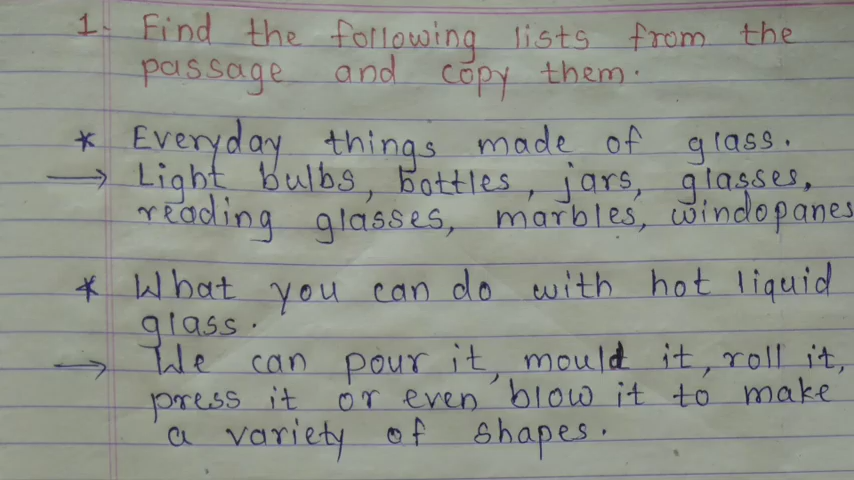 1. Find the following lists from the
passage and copy them.
* Everyday things made of glass.
→ Light bulbs, bottles, jars, glasses,
reading glasses, marbles, windopanes
* What you can do with hot liquid
glass.
→ We can pour it, mould it, roll it,
press it or even blow it to make
a variety of shapes.